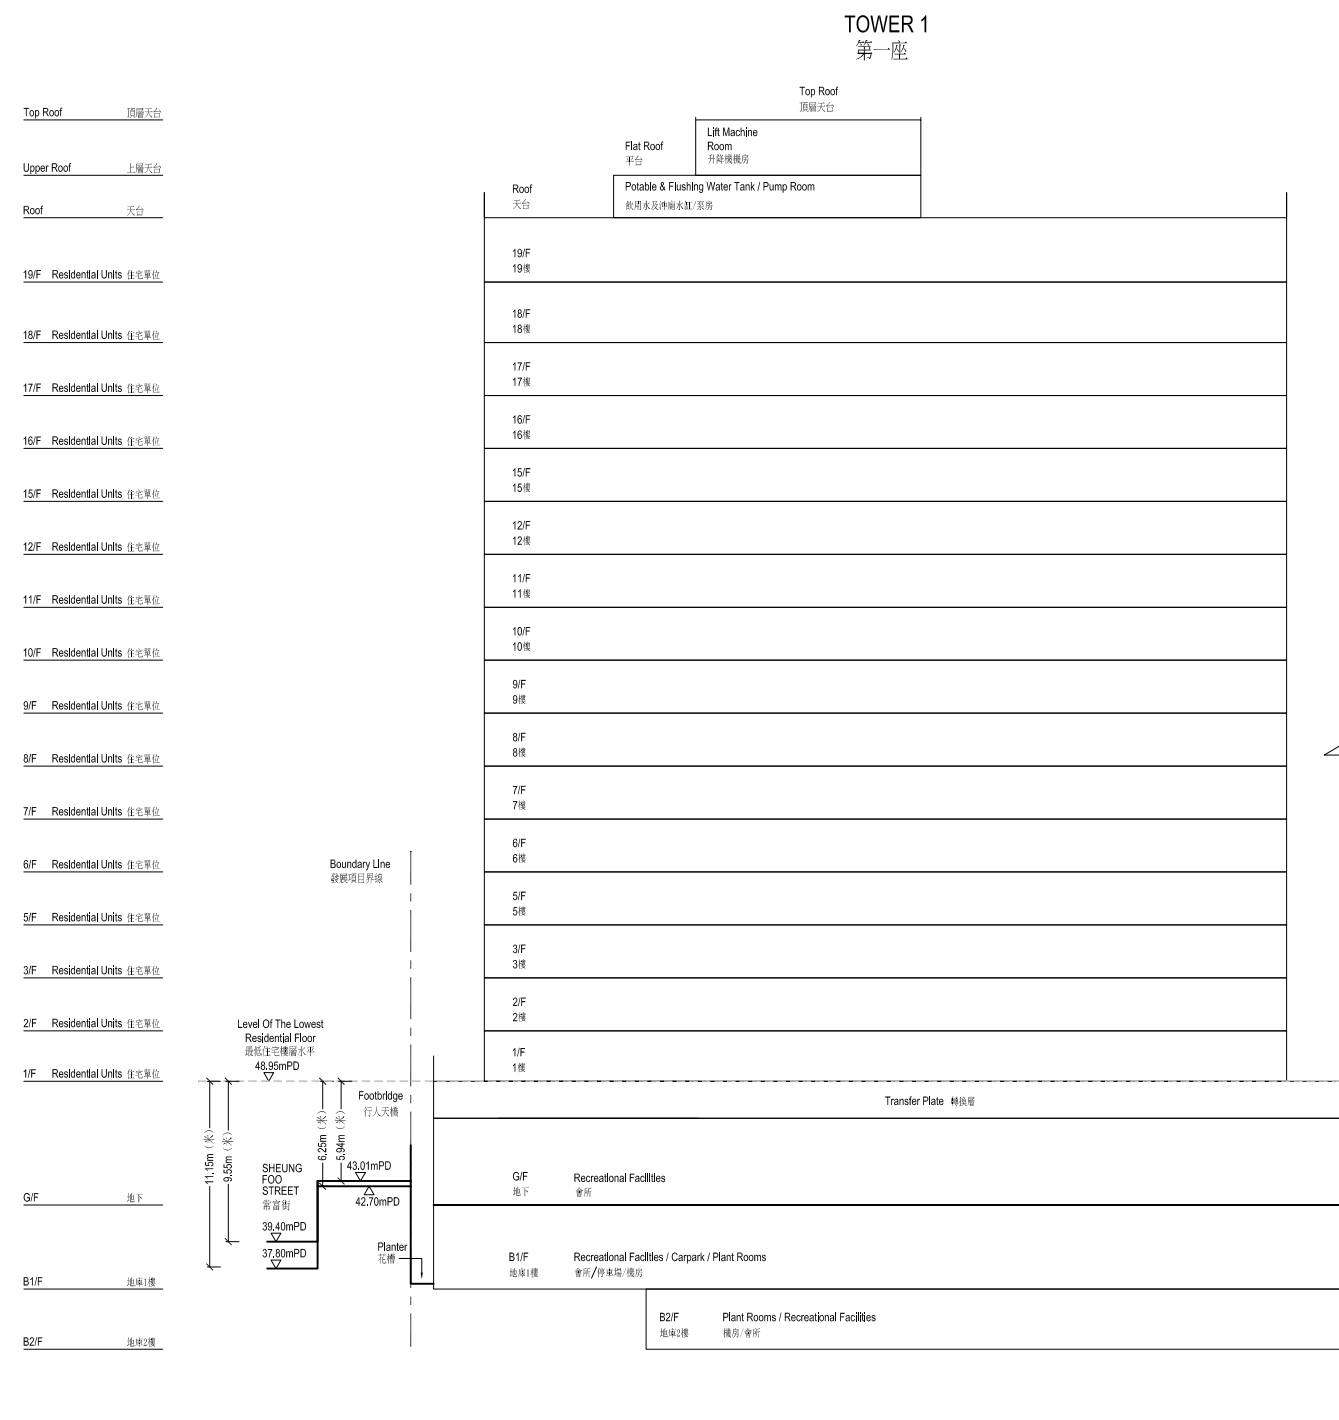 TOWER 1
第一座
Top Roof 頂層天台
Upper Roof 上層天台
Roof 天台
19/F Residential Units 住宅單位
18/F Residential Units 住宅單位
17/F Residential Units 住宅單位
16/F Residential Units 住宅單位
15/F Residential Units 住宅單位
12/F Residential Units 住宅單位
11/F Residential Units 住宅單位
10/F Residential Units 住宅單位
9/F Residential Units 住宅單位
8/F Residential Units 住宅單位
7/F Residential Units 住宅單位
6/F Residential Units 住宅單位
5/F Residential Units 住宅單位
3/F Residential Units 住宅單位
2/F Residential Units 住宅單位
1/F Residential Units 住宅單位
G/F 地下
B1/F 地庫1樓
B2/F 地庫2樓
Boundary Line
發展項目界線
Level Of The Lowest
Residential Floor
最低住宅樓層水平
48.95mPD
11.15m (米)
9.55m (米)
6.25m (米)
5.94m (米)
Footbridge
行人天橋
43.01mPD
42.70mPD
SHEUNG
FOO
STREET
常富街
39.40mPD
37.80mPD
Planter
花槽
Top Roof
頂層天台
Lift Machine
Room
升降機機房
Flat Roof
平台
Potable & Flushing Water Tank / Pump Room
飲用水及沖廁水缸/泵房
Roof
天台
19/F
19樓
18/F
18樓
17/F
17樓
16/F
16樓
15/F
15樓
12/F
12樓
11/F
11樓
10/F
10樓
9/F
9樓
8/F
8樓
7/F
7樓
6/F
6樓
5/F
5樓
3/F
3樓
2/F
2樓
1/F
1樓
Transfer Plate 轉換層
G/F Recreational Facilities
地下 會所
B1/F Recreational Facilities / Carpark / Plant Rooms
地庫1樓 會所/停車場/機房
B2/F Plant Rooms / Recreational Facilities
地庫2樓 機房/會所